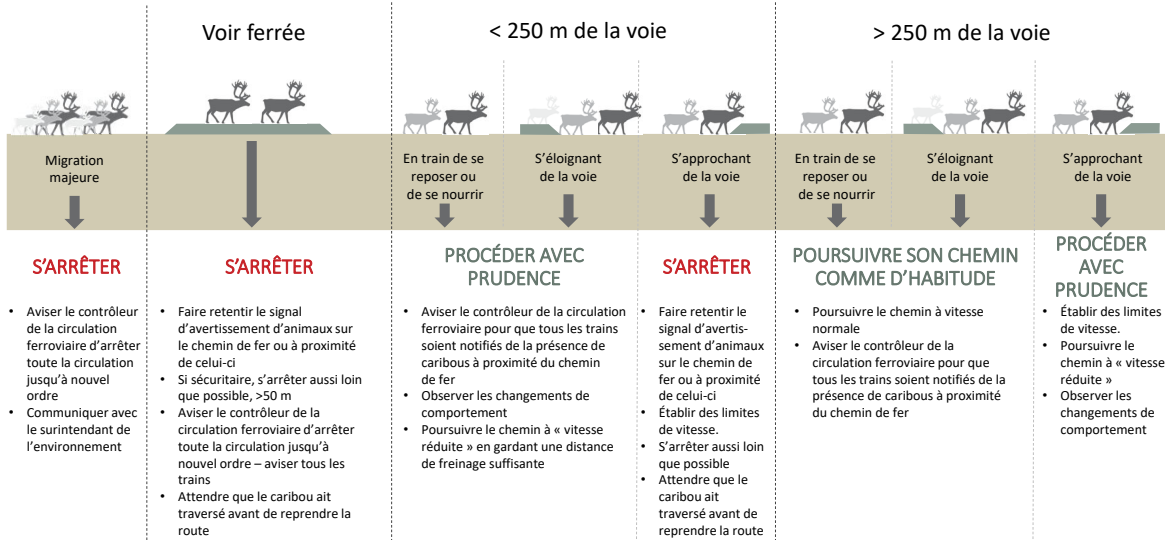 Voir ferrée
< 250 m de la voie
> 250 m de la voie
Migration
majeure
En train de se
reposer ou
de se nourrir
S’éloignant
de la voie
S’approchant
de la voie
En train de se
reposer ou
de se nourrir
S’éloignant
de la voie
S’approchant
de la voie
S’ARRÊTER
• Aviser le contrôleur
de la circulation
ferroviaire d’arrêter
toute la circulation
jusqu’à nouvel
ordre
• Communiquer avec
le surintendant de
l’environnement
S’ARRÊTER
• Faire retentir le signal
d’avertissement d’animaux sur
le chemin de fer ou à proximité
de celui-ci
• Si sécuritaire, s’arrêter aussi loin
que possible, >50 m
• Aviser le contrôleur de la
circulation ferroviaire d’arrêter
toute la circulation jusqu’à
nouvel ordre – aviser tous les
trains
• Attendre que le caribou ait
traversé avant de reprendre la
route
PROCÉDER AVEC
PRUDENCE
• Aviser le contrôleur de la circulation
ferroviaire pour que tous les trains
soient notifiés de la présence de
caribous à proximité du chemin
de fer
• Observer les changements de
comportement
• Poursuivre le chemin à « vitesse
réduite » en gardant une distance
de freinage suffisante
S’ARRÊTER
• Faire retentir le
signal d’avertis-
sement d’animaux
sur le chemin de
fer ou à proximité
de celui-ci
• Établir des limites
de vitesse.
• S’arrêter aussi loin
que possible
• Attendre que le
caribou ait
traversé avant de
reprendre la route
POURSUIVRE SON CHEMIN
COMME D’HABITUDE
• Poursuivre le chemin à vitesse
normale
• Aviser le contrôleur de la
circulation ferroviaire pour que
tous les trains soient notifiés de la
présence de caribous à proximité
du chemin de fer
PROCÉDER
AVEC
PRUDENCE
• Établir des limites
de vitesse.
• Poursuivre le
chemin à « vitesse
réduite »
• Observer les
changements de
comportement